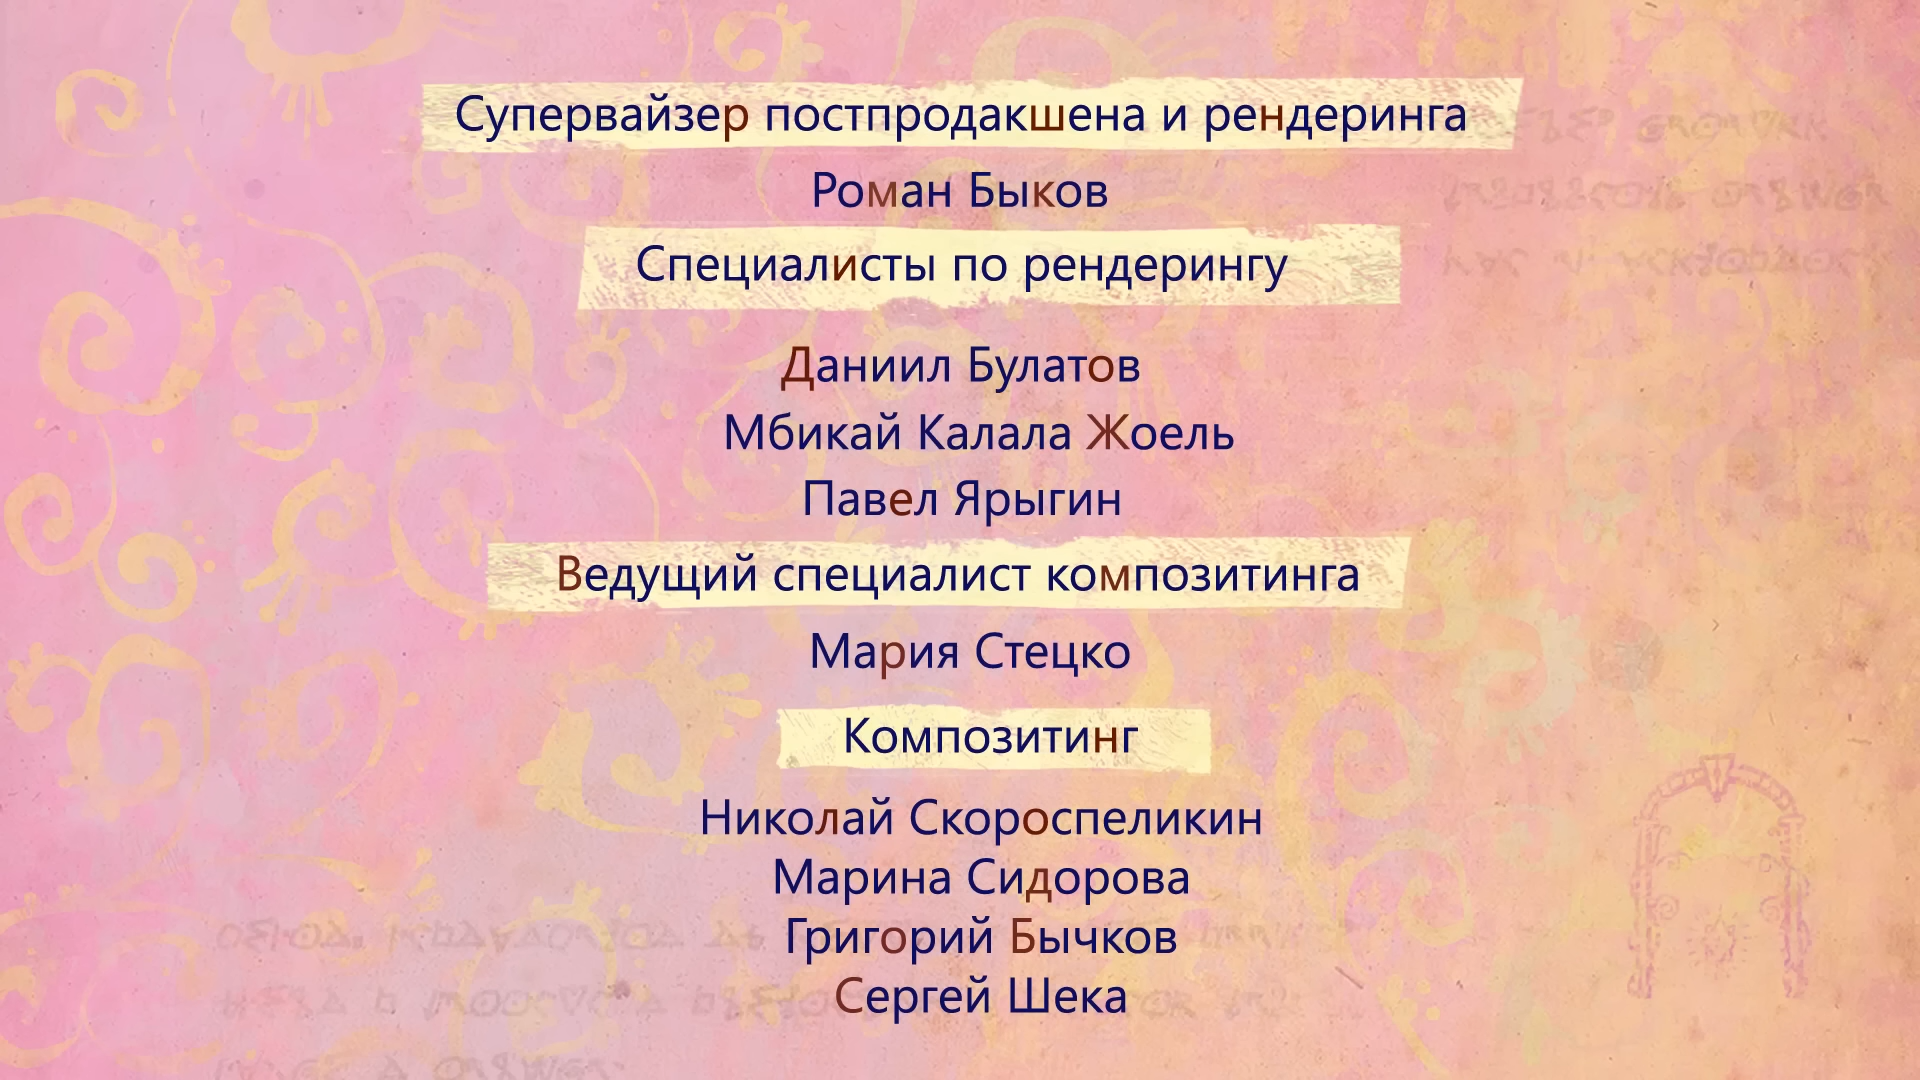 Супервайзер постпродакшена и рендеринга
Роман Быков
Специалисты по рендерингу
Даниил Булатов
Мбикай Калала Жоель
Павел Ярыгин
Ведущий специалист композитинга
Мария Стецко
Композитинг
Николай Скороспеликин
Марина Сидорова
Григорий Бычков
Сергей Шека